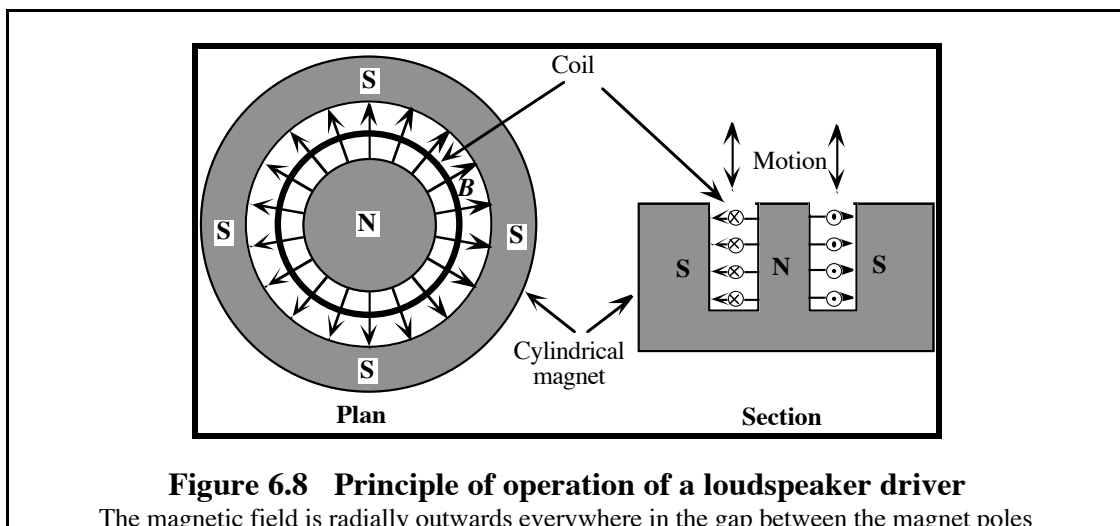 S
Coil
B
N
S
S
S
Plan
Motion
S
N
S
Cylindrical
magnet
Section
Figure 6.8 Principle of operation of a loudspeaker driver
The magnetic field is radially outwards everywhere in the gap between the magnet poles